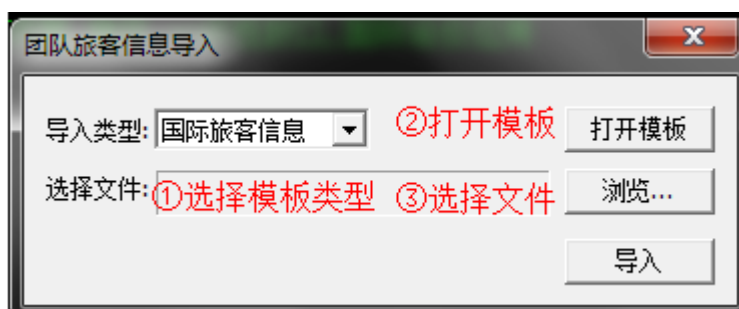 团队旅客信息导入
导入类型: 国际旅客信息 ②打开模板 打开模板
选择文件: ①选择模板类型 ③选择文件 浏览...
导入